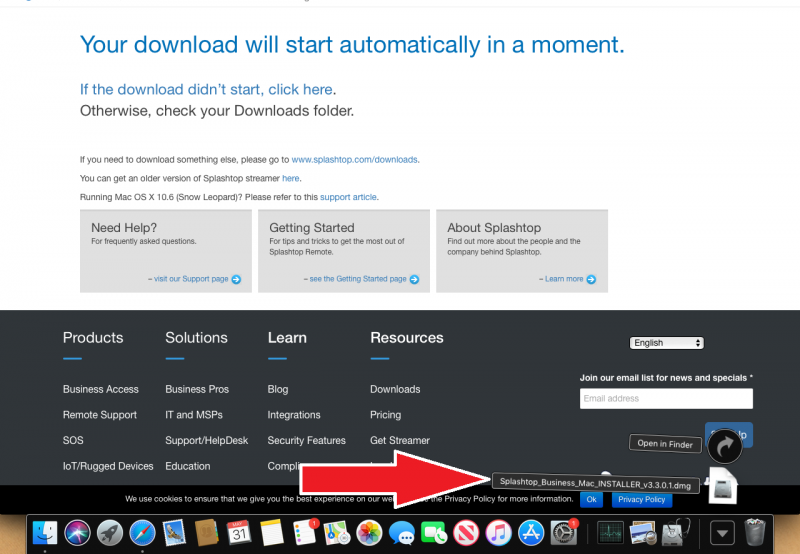 Your download will start automatically in a moment.
If the download didn't start, click here.
Otherwise, check your Downloads folder.
If you need to download something else, please go to www.splashtop.com/downloads.
You can get an older version of Splashtop streamer here.
Running Mac OS X 10.6 (Snow Leopard)? Please refer to this support article.
Need Help?
For frequently asked questions.
– visit our Support page
Getting Started
For tips and tricks to get the most out of
Splashtop Remote.
– see the Getting Started page
About Splashtop
Find out more about the people and the
company behind Splashtop.
– Learn more
Products
Business Access
Remote Support
SOS
IoT/Rugged Devices
Solutions
Business Pros
IT and MSPs
Support/HelpDesk
Education
Learn
Blog
Integrations
Security Features
Resources
Downloads
Pricing
Get Streamer
English
Join our email list for news and specials *
Email address
Open in Finder
Splashtop_Business_Mac_INSTALLER_v3.3.0.1.dmg
We use cookies to ensure that we give you the best experience on our
the Privacy Policy for more information.
Ok
Privacy Policy
MAY
31
1
1